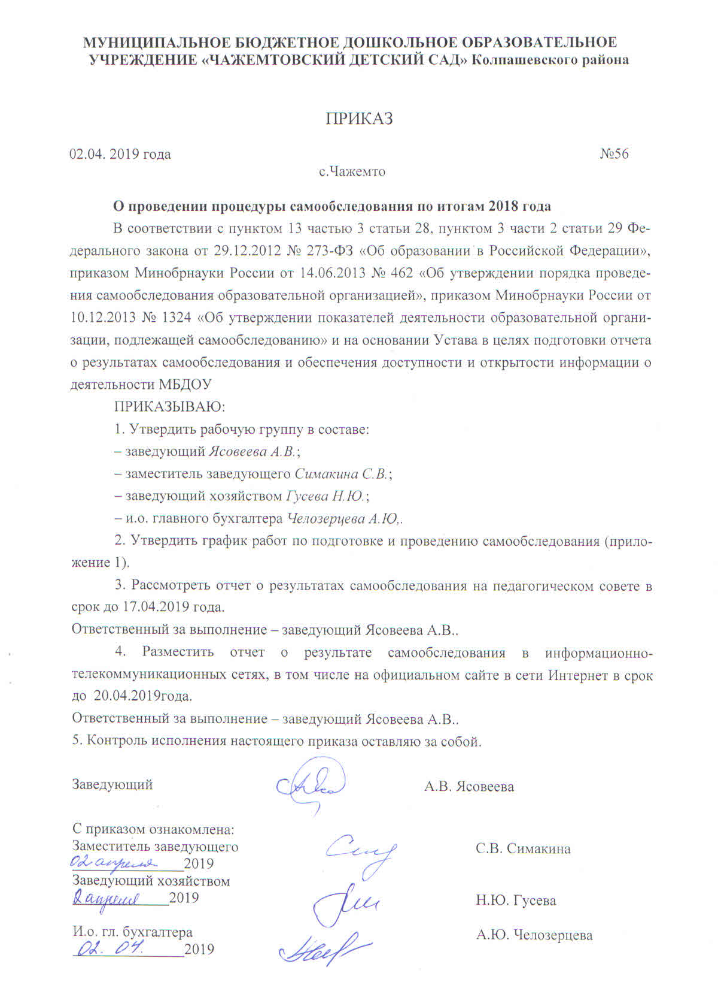 МУНИЦИПАЛЬНОЕ БЮДЖЕТНОЕ ДОШКОЛЬНОЕ ОБРАЗОВАТЕЛЬНОЕ
УЧРЕЖДЕНИЕ «ЧАЖЕМТОВСКИЙ ДЕТСКИЙ САД» Колпашевского района
ПРИКАЗ
02.04. 2019 года №56
с.Чажемто
О проведении процедуры самообследования по итогам 2018 года
В соответствии с пунктом 13 частью 3 статьи 28, пунктом 3 части 2 статьи 29 Фе-
дерального закона от 29.12.2012 № 273-ФЗ «Об образовании в Российской Федерации»,
приказом Минобрнауки России от 14.06.2013 № 462 «Об утверждении порядка проведе-
ния самообследования образовательной организацией», приказом Минобрнауки России от
10.12.2013 № 1324 «Об утверждении показателей деятельности образовательной органи-
зации, подлежащей самообследованию» и на основании Устава в целях подготовки отчета
о результатах самообследования и обеспечения доступности и открытости информации о
деятельности МБДОУ
ПРИКАЗЫВАЮ:
1. Утвердить рабочую группу в составе:
– заведующий Ясовеева А.В.;
– заместитель заведующего Симакина С.В.;
– заведующий хозяйством Гусева Н.Ю.;
– и.о. главного бухгалтера Челозерцева А.Ю,.
2. Утвердить график работ по подготовке и проведению самообследования (прило-
жение 1).
3. Рассмотреть отчет о результатах самообследования на педагогическом совете в
срок до 17.04.2019 года.
Ответственный за выполнение – заведующий Ясовеева А.В..
4. Разместить отчет о результате самообследования в информационно-
телекоммуникационных сетях, в том числе на официальном сайте в сети Интернет в срок
до 20.04.2019года.
Ответственный за выполнение – заведующий Ясовеева А.В..
5. Контроль исполнения настоящего приказа оставляю за собой.
Заведующий А.В. Ясовеева
С приказом ознакомлена:
Заместитель заведующего С.В. Симакина
02 апреля 2019
Заведующий хозяйством
2 апреля 2019 Н.Ю. Гусева
И.о. гл. бухгалтера А.Ю. Челозерцева
02. 04. 2019